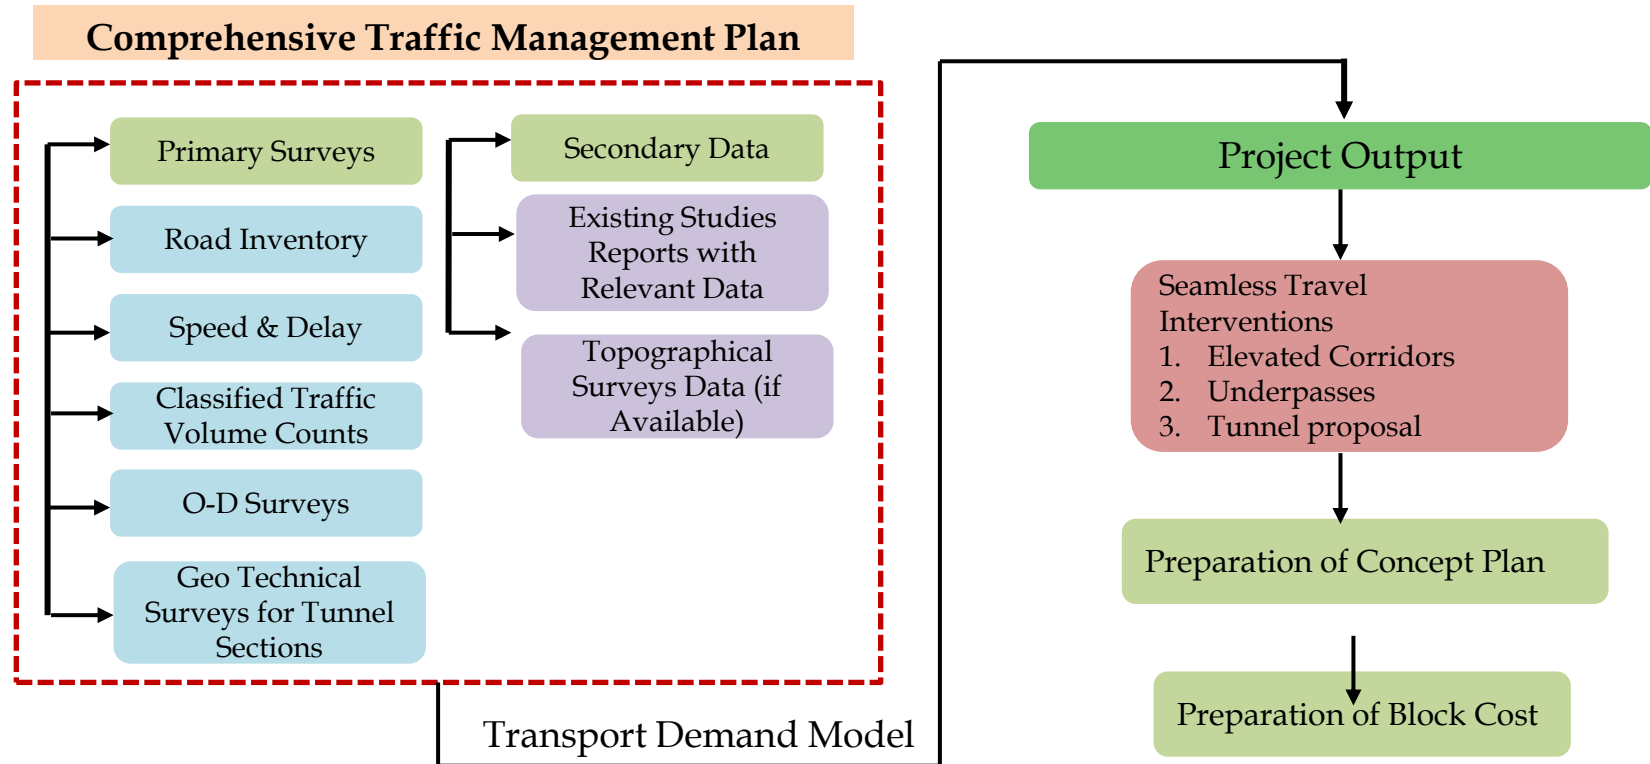 Comprehensive Traffic Management Plan
Primary Surveys
Road Inventory
Speed & Delay
Classified Traffic
Volume Counts
O-D Surveys
Geo Technical
Surveys for Tunnel
Sections
Secondary Data
Existing Studies
Reports with
Relevant Data
Topographical
Surveys Data (if
Available)
Transport Demand Model
Project Output
Seamless Travel
Interventions
1. Elevated Corridors
2. Underpasses
3. Tunnel proposal
Preparation of Concept Plan
Preparation of Block Cost